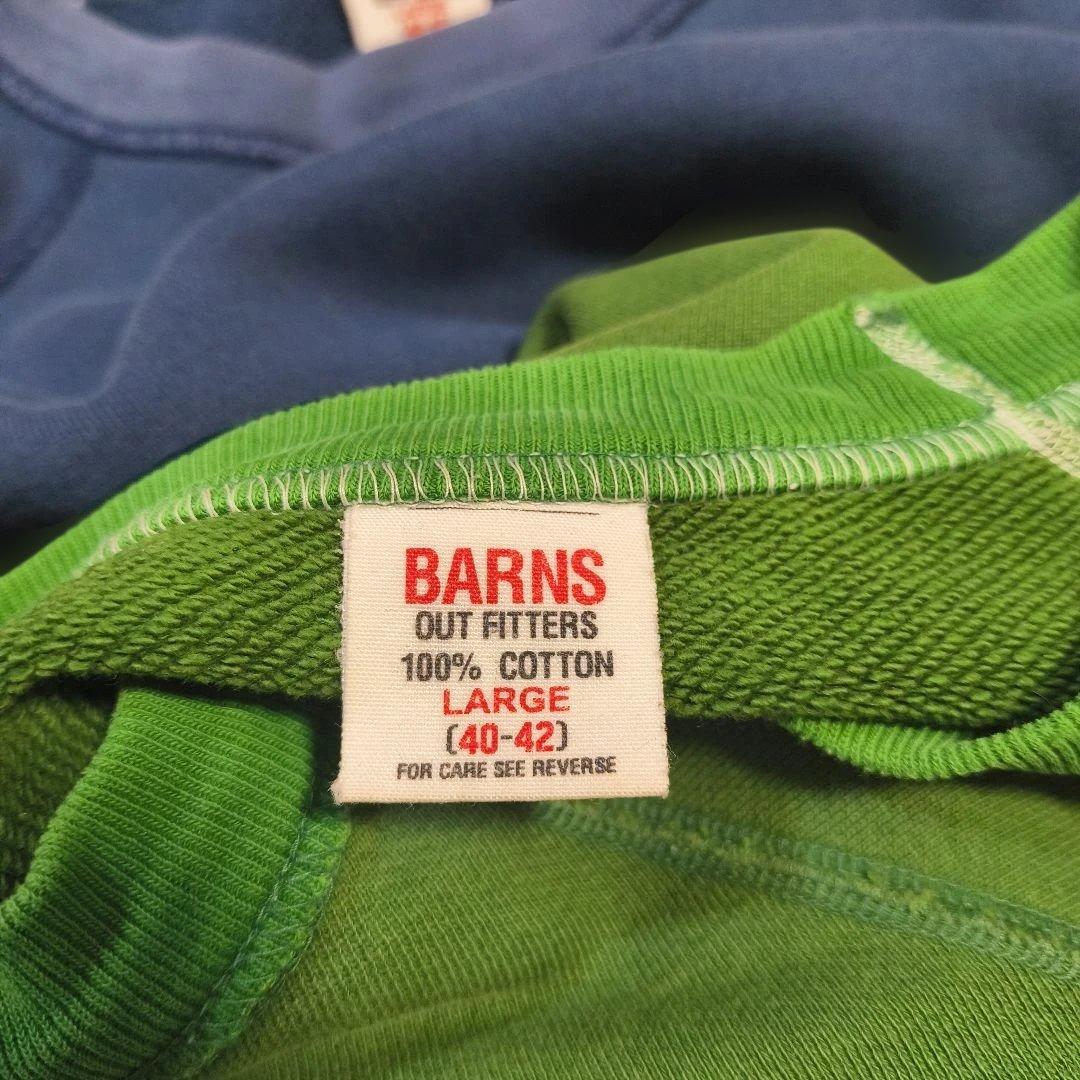 BARNS
OUT FITTERS
100% COTTON
LARGE
(40-42)
FOR CARE SEE REVERSE